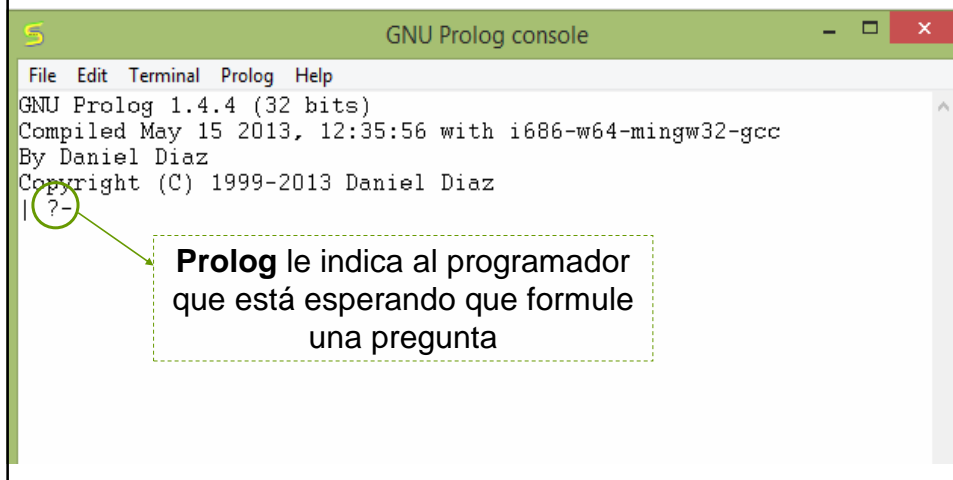 GNU Prolog console
File Edit Terminal Prolog Help
GNU Prolog 1.4.4 (32 bits)
Compiled May 15 2013, 12:35:56 with i686-w64-mingw32-gcc
By Daniel Diaz
Copyright (C) 1999-2013 Daniel Diaz
| ?-
Prolog le indica al programador
que está esperando que formule
una pregunta